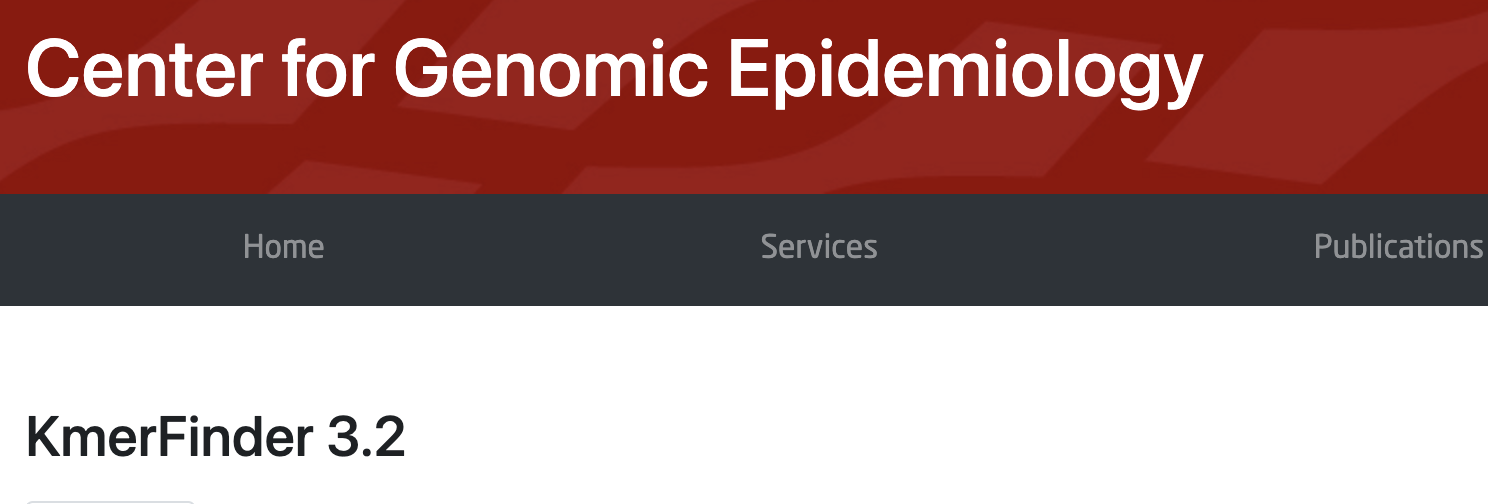 Center for Genomic Epidemiology
Home Services Publications
KmerFinder 3.2